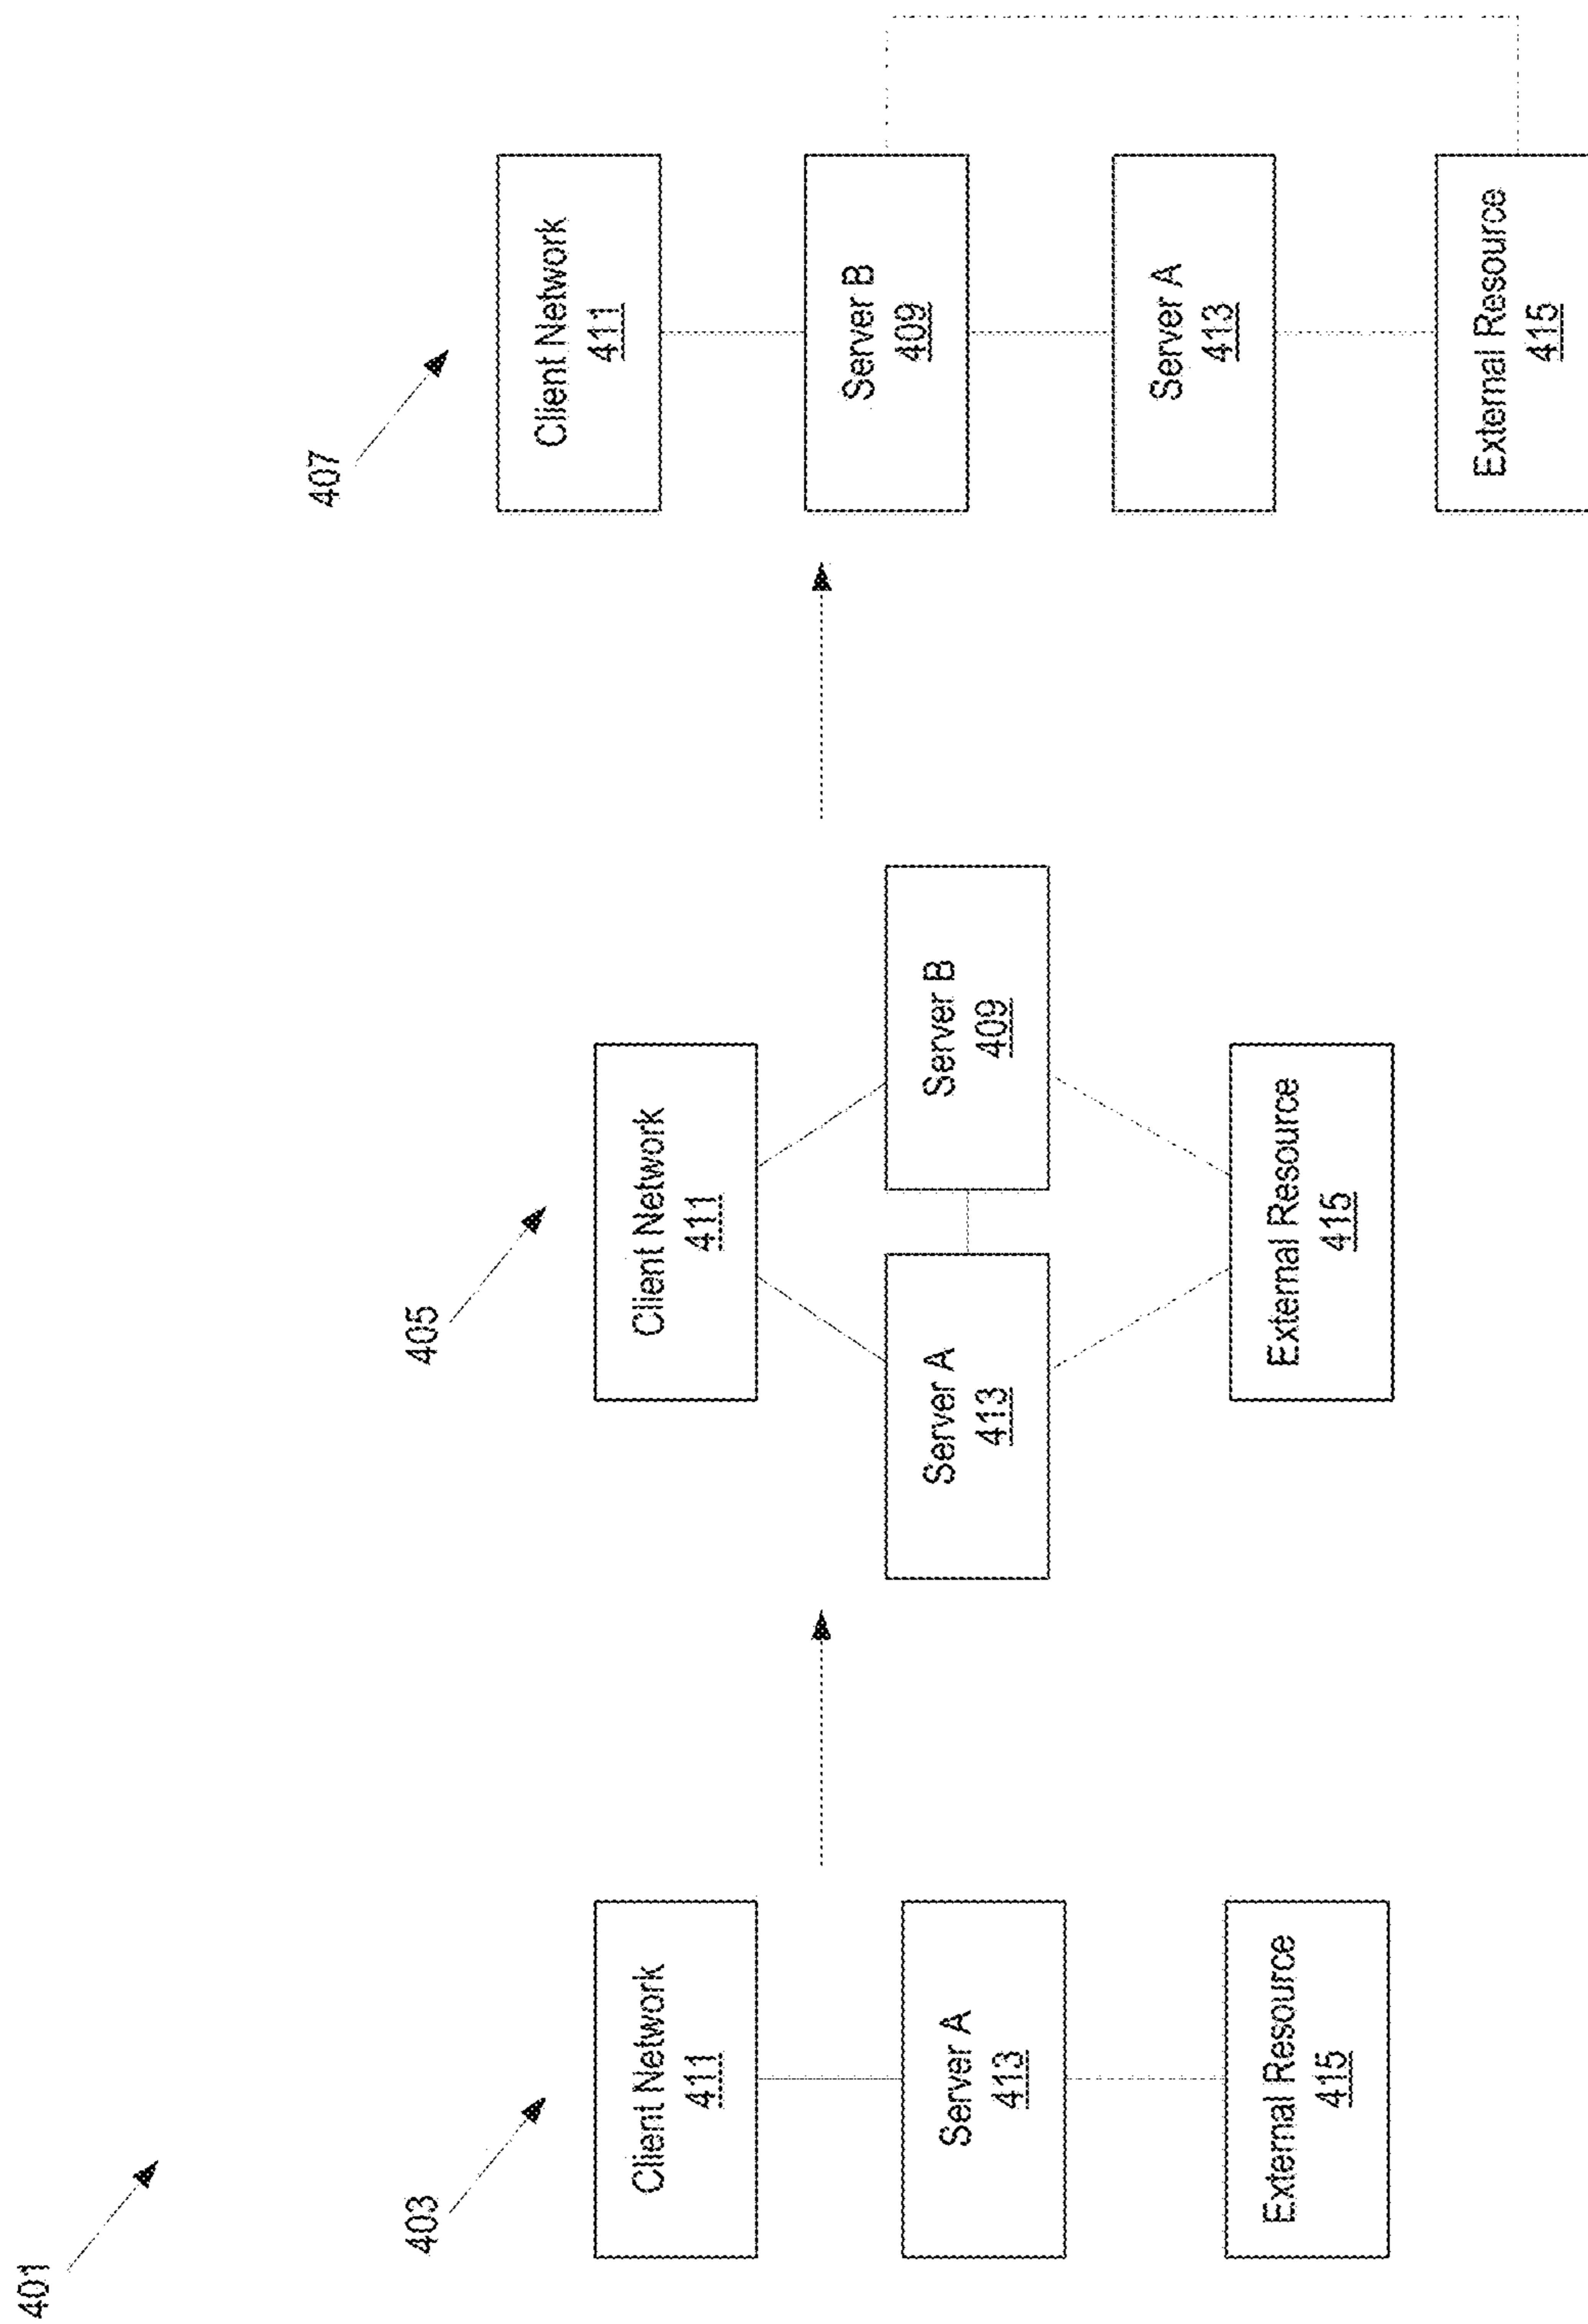 401
403
Client Network
411
Server A
413
External Resource
415
405
Client Network
411
Server A
413
Server B
409
External Resource
415
407
Client Network
411
Server B
409
Server A
413
External Resource
415